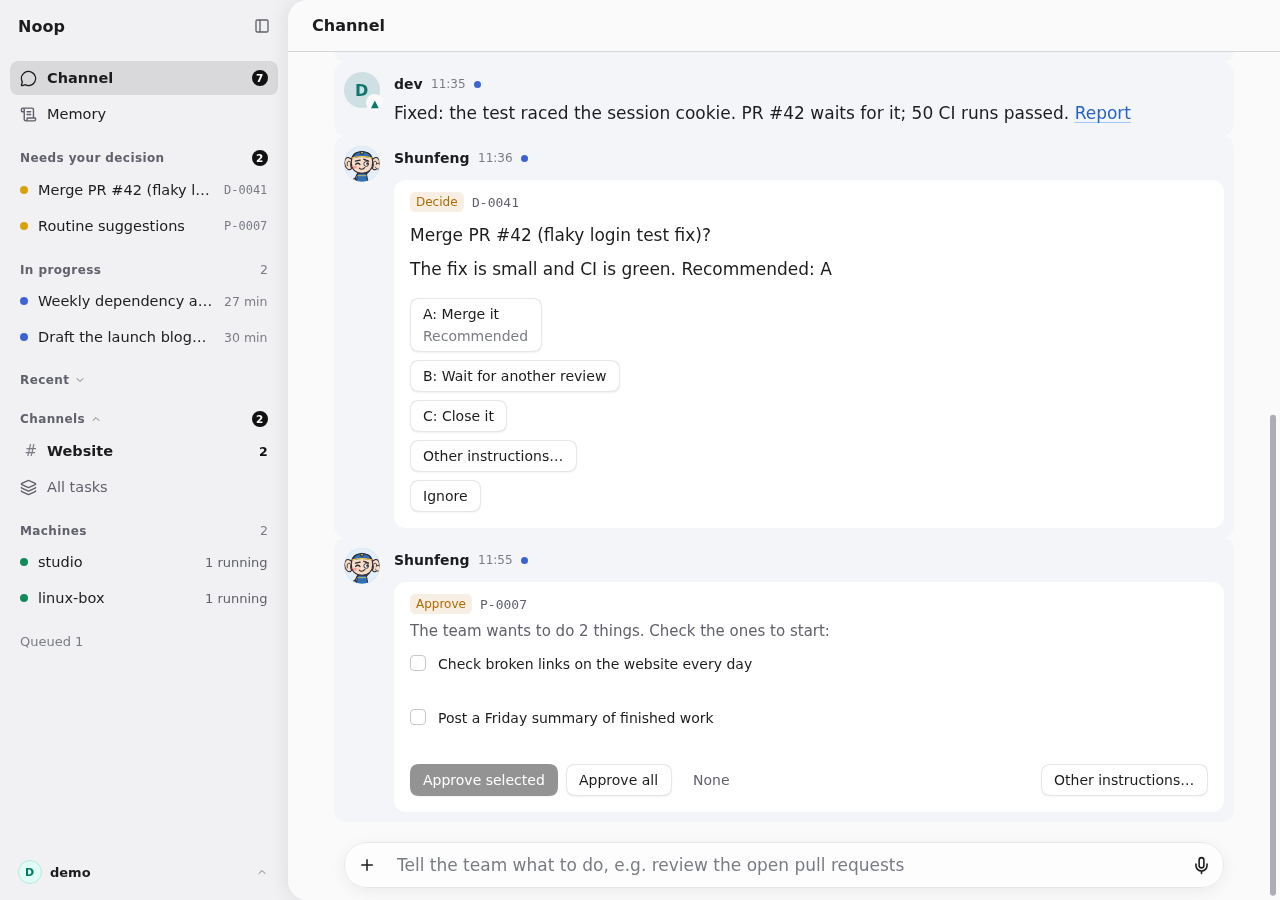 Noop
Channel 7
Memory
Needs your decision 2
Merge PR #42 (flaky l... D-0041
Routine suggestions P-0007
In progress 2
Weekly dependency a... 27 min
Draft the launch blog... 30 min
Recent
Channels 2
# Website 2
All tasks
Machines 2
studio 1 running
linux-box 1 running
Queued 1
D demo
Channel
D dev 11:35
Fixed: the test raced the session cookie. PR #42 waits for it; 50 CI runs passed. Report
Shunfeng 11:36
Decide D-0041
Merge PR #42 (flaky login test fix)?
The fix is small and CI is green. Recommended: A
A: Merge it
Recommended
B: Wait for another review
C: Close it
Other instructions...
Ignore
Shunfeng 11:55
Approve P-0007
The team wants to do 2 things. Check the ones to start:
Check broken links on the website every day
Post a Friday summary of finished work
Approve selected Approve all None Other instructions...
Tell the team what to do, e.g. review the open pull requests